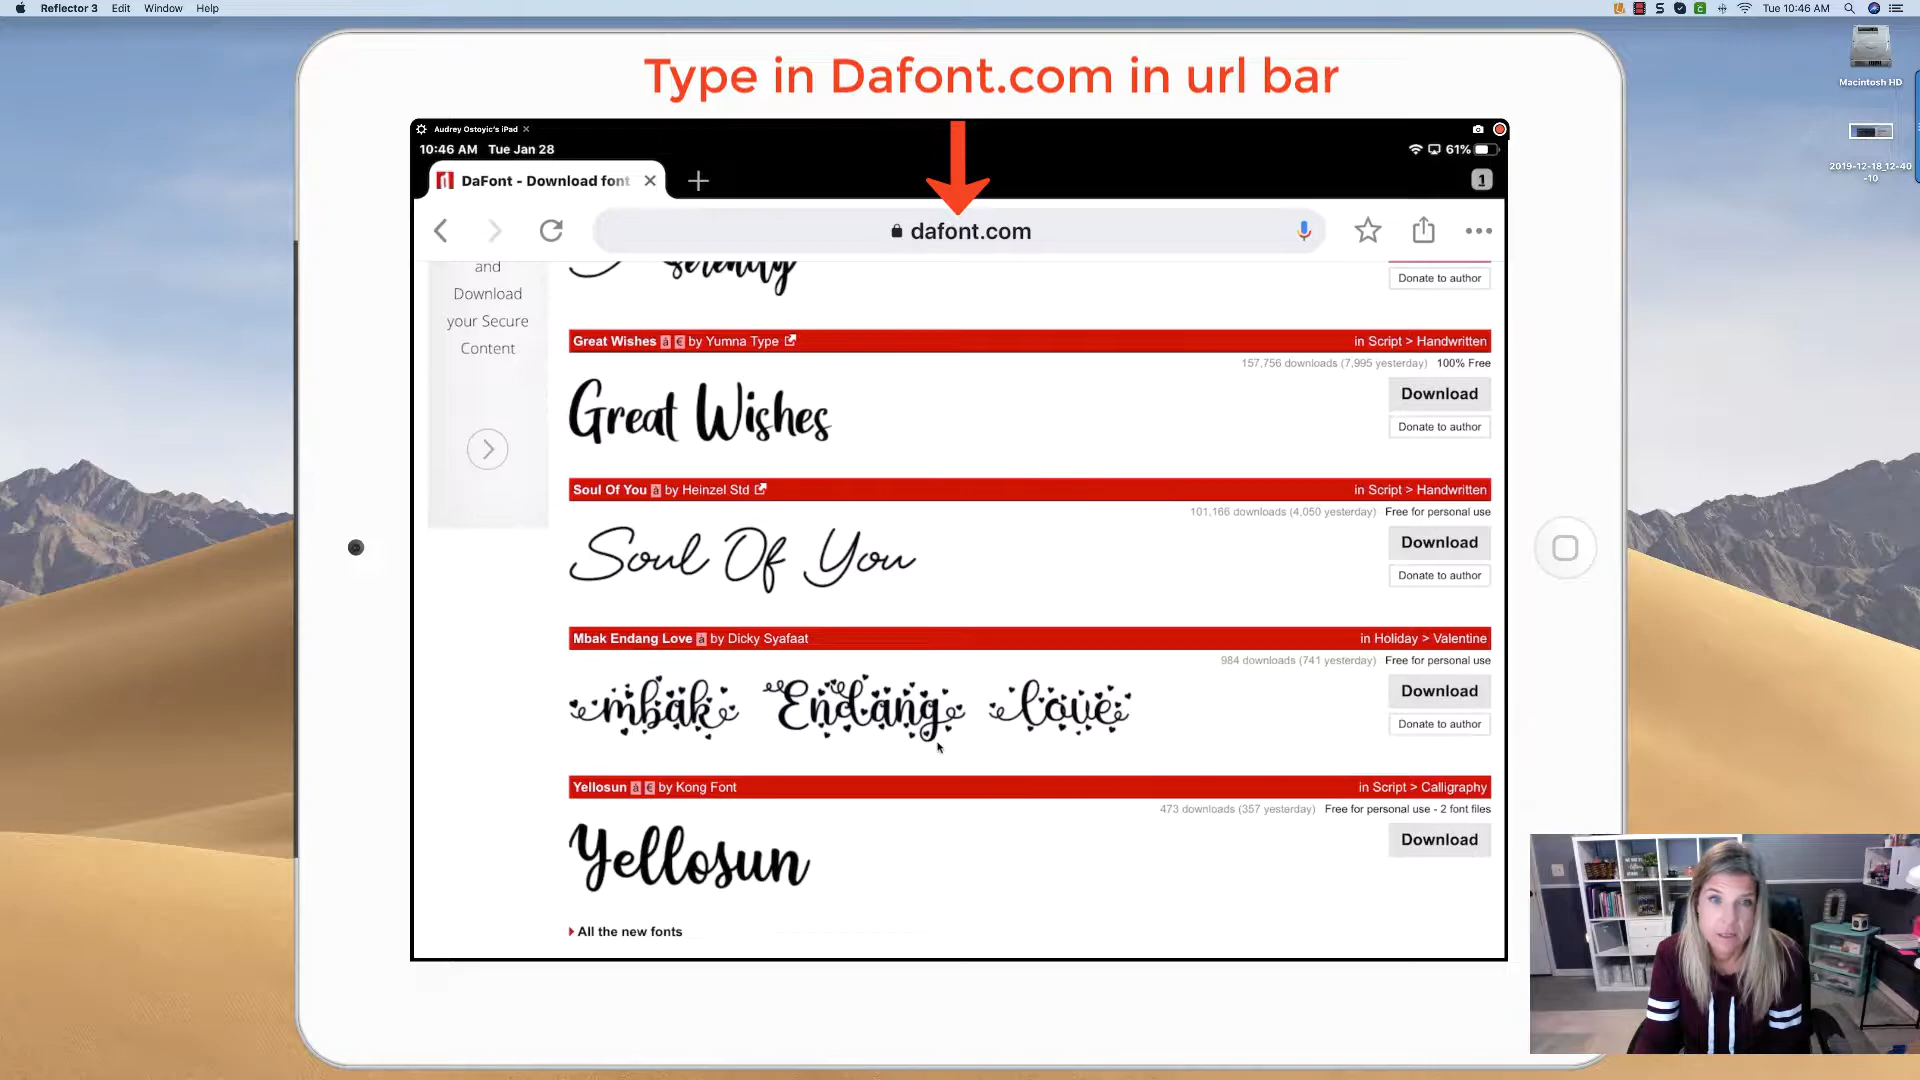 Reflector 3 Edit Window Help
Tue 10:46 AM
Macintosh HD
2019-12-18_12-40
-10
Type in Dafont.com in url bar
Audrey Ostoyic's iPad
10:46 AM Tue Jan 28
61%
DaFont - Download font
1
dafont.com
and
Download
your Secure
Content
serenity
Donate to author
Great Wishes à € by Yumna Type
in Script > Handwritten
157,756 downloads (7,995 yesterday) 100% Free
Great Wishes
Download
Donate to author
Soul Of You à by Heinzel Std
in Script > Handwritten
101,166 downloads (4,050 yesterday) Free for personal use
Soul Of You
Download
Donate to author
Mbak Endang Love à by Dicky Syafaat
in Holiday > Valentine
984 downloads (741 yesterday) Free for personal use
mbak Endang love
Download
Donate to author
Yellosun à € by Kong Font
in Script > Calligraphy
473 downloads (357 yesterday) Free for personal use - 2 font files
Yellosun
Download
All the new fonts